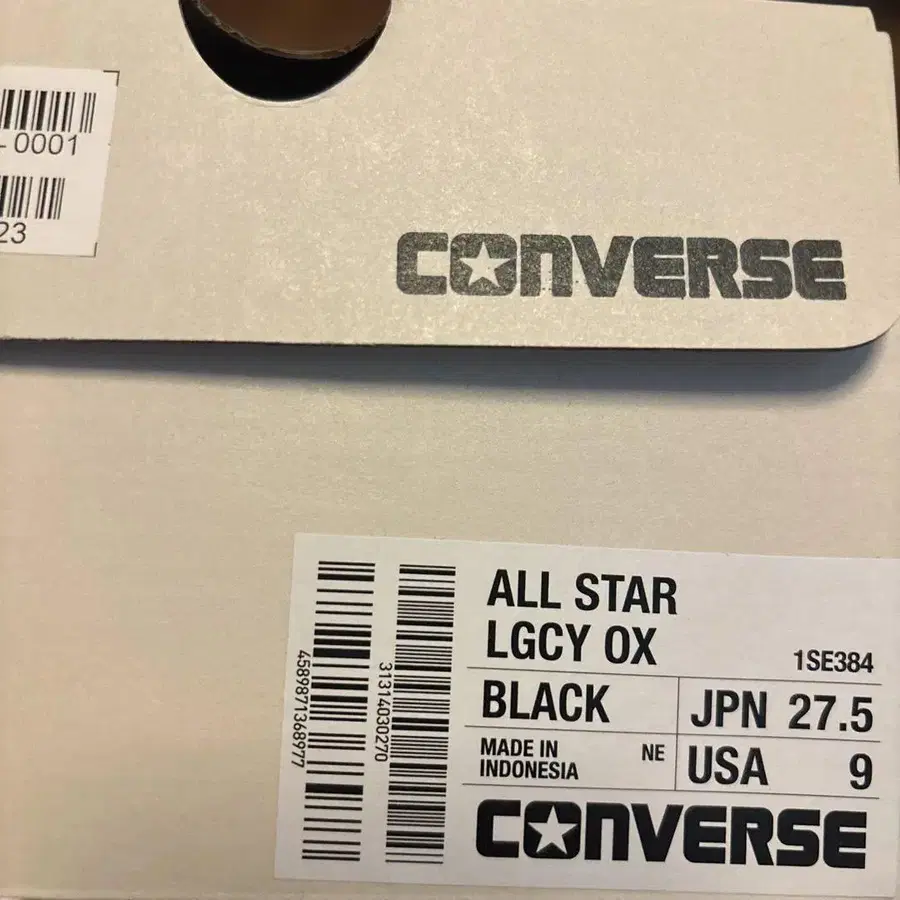 -0001
23
CONVERSE
ALL STAR
LGCY OX
1SE384
BLACK
JPN 27.5
MADE IN
INDONESIA
NE
USA 9
CONVERSE
4589871368977
31314030270